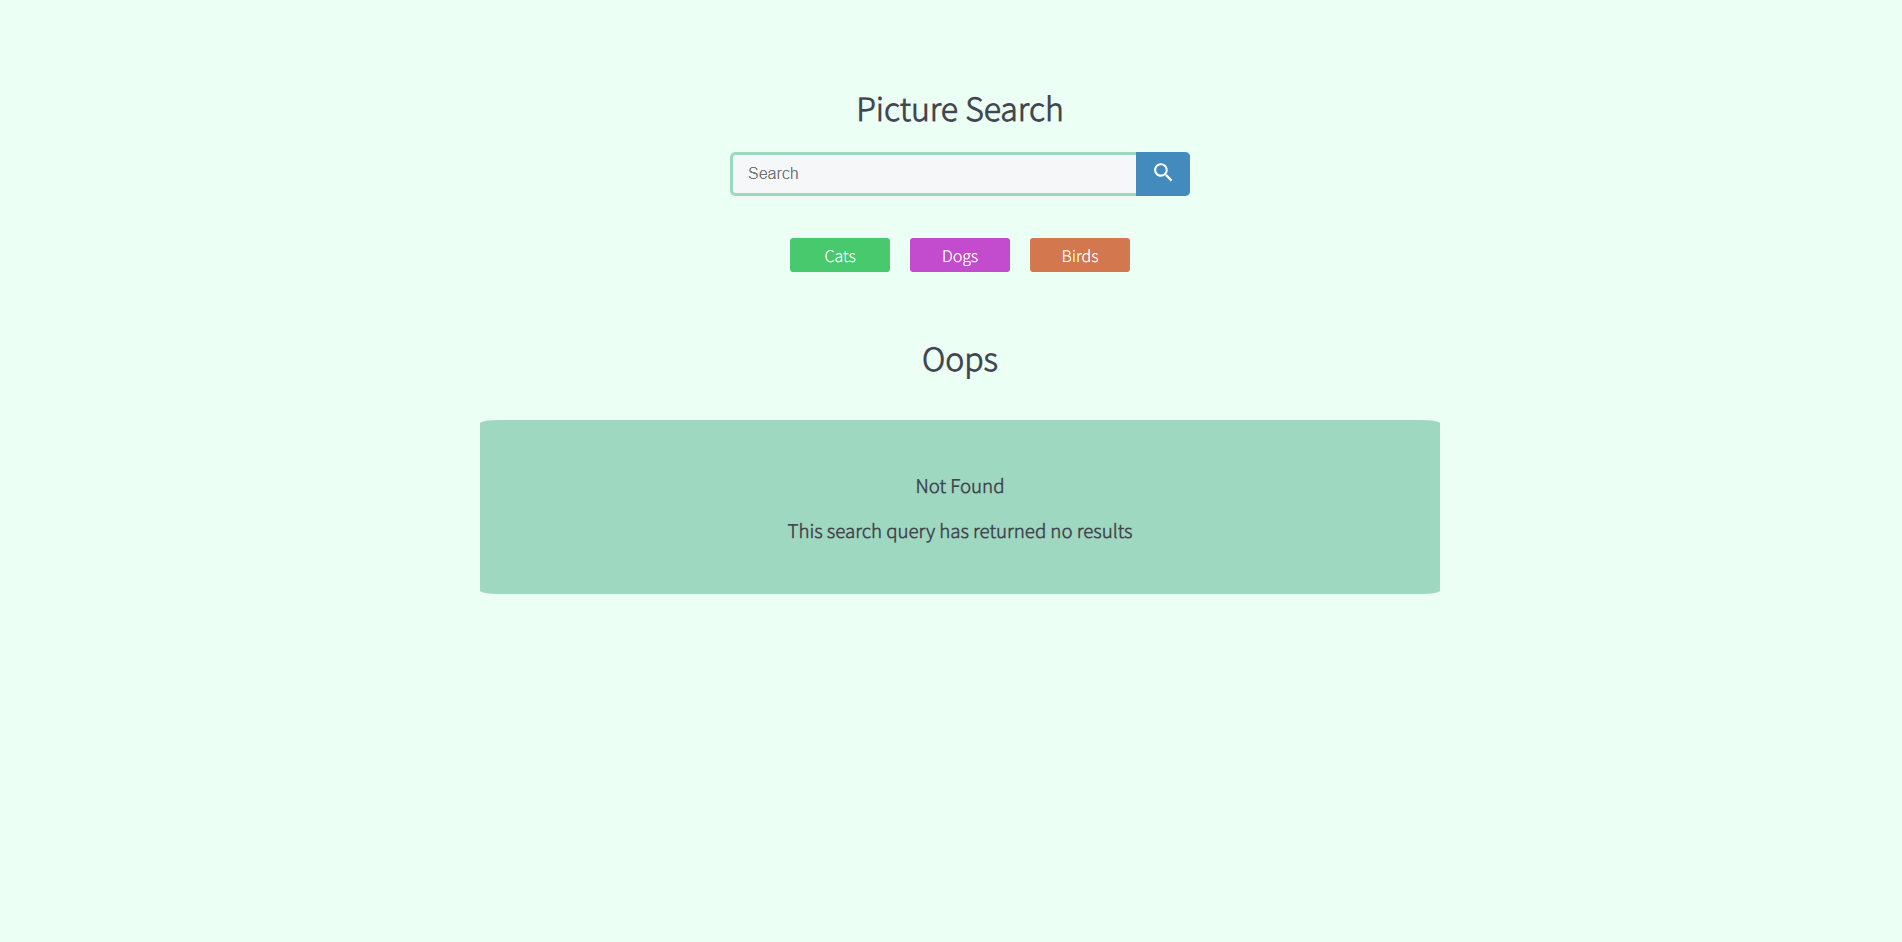 Picture Search
Search
Cats Dogs Birds
Oops
Not Found
This search query has returned no results